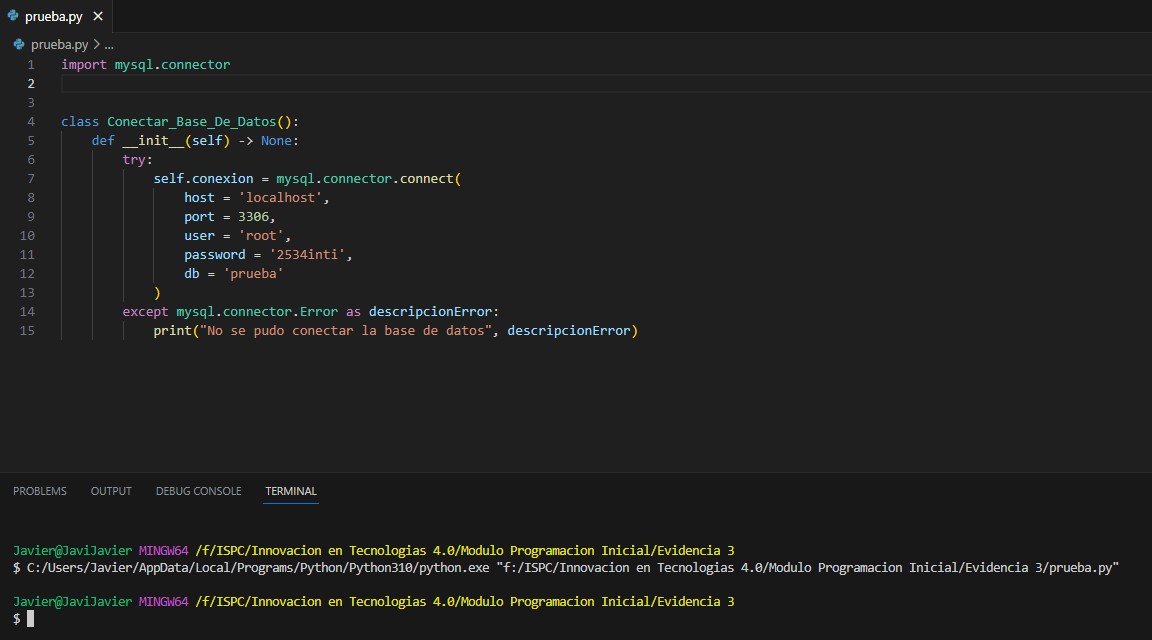 prueba.py ×
prueba.py > ...
1 import mysql.connector
2
3
4 class Conectar_Base_De_Datos():
5     def __init__(self) -> None:
6         try:
7             self.conexion = mysql.connector.connect(
8                 host = 'localhost',
9                 port = 3306,
10                 user = 'root',
11                 password = '2534inti',
12                 db = 'prueba'
13             )
14         except mysql.connector.Error as descripcionError:
15             print("No se pudo conectar la base de datos", descripcionError)
PROBLEMS OUTPUT DEBUG CONSOLE TERMINAL
Javier@JaviJavier MINGW64 /f/ISPC/Innovacion en Tecnologias 4.0/Modulo Programacion Inicial/Evidencia 3
$ C:/Users/Javier/AppData/Local/Programs/Python/Python310/python.exe "f:/ISPC/Innovacion en Tecnologias 4.0/Modulo Programacion Inicial/Evidencia 3/prueba.py"
Javier@JaviJavier MINGW64 /f/ISPC/Innovacion en Tecnologias 4.0/Modulo Programacion Inicial/Evidencia 3
$